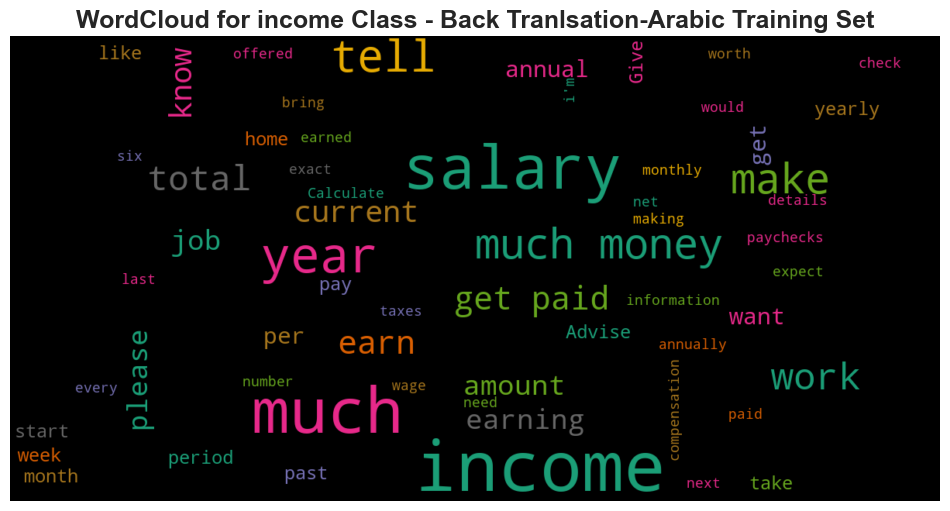 WordCloud for income Class - Back Tranlsation-Arabic Training Set
like
know
offered
tell
annual
i'm
Give
worth
check
bring
would
yearly
six
home
earned
get
total
exact
salary
monthly
make
Calculate
net
details
current
making
job
year
much money
paychecks
last
pay
expect
get paid
information
taxes
want
please
per
earn
Advise
annually
every
number
wage
amount
need
compensation
work
much
earning
paid
start
week
month
period
past
income
next
take